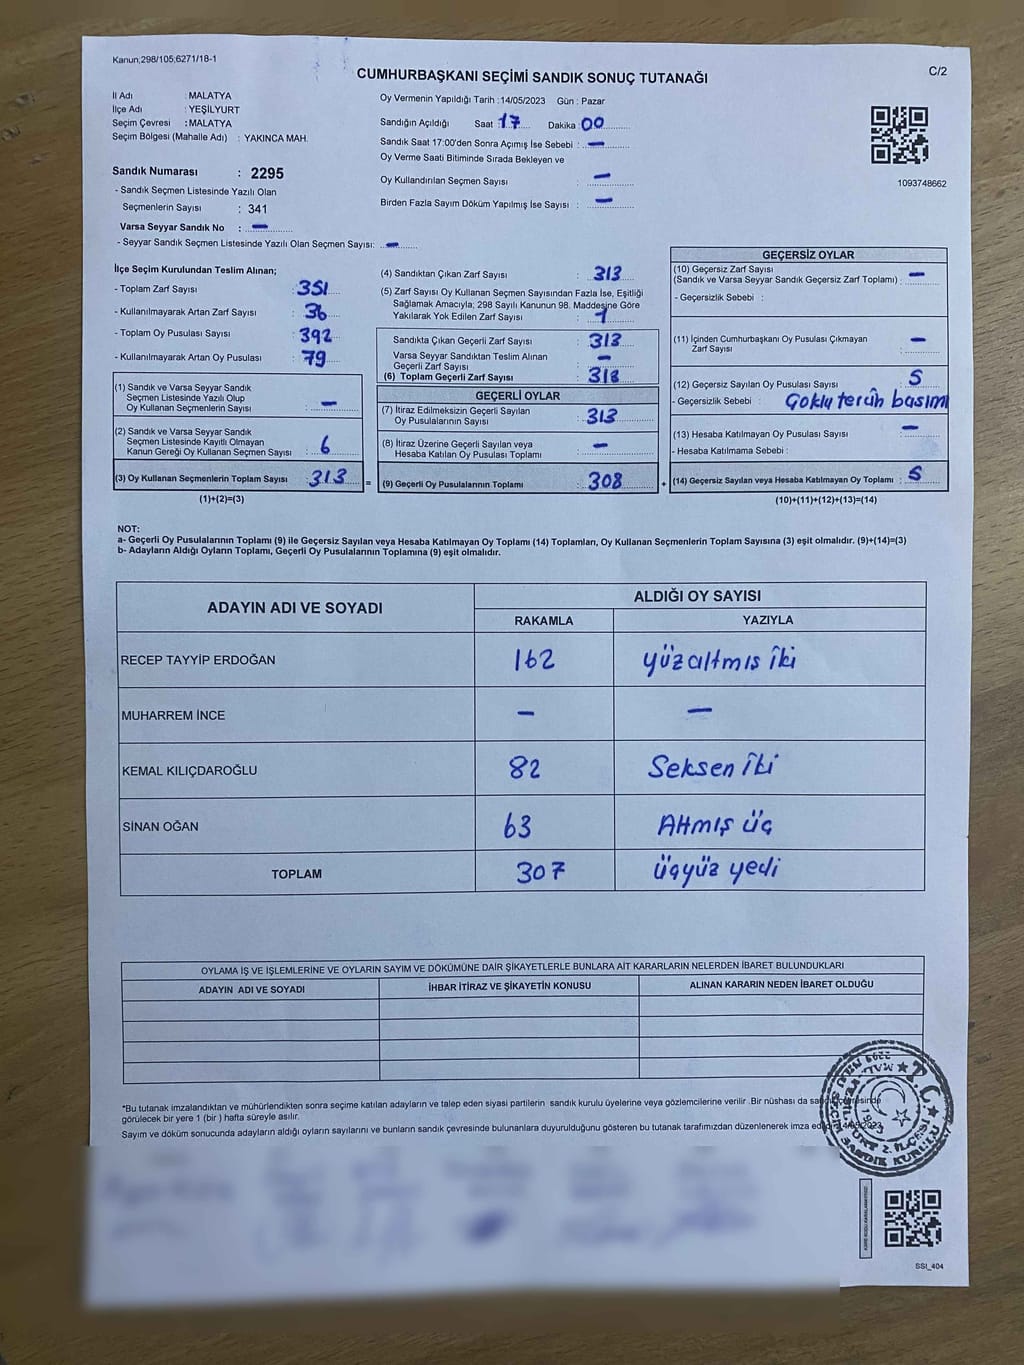 Kanun;298/105;6271/18-1
CUMHURBAŞKANI SEÇİMİ SANDIK SONUÇ TUTANAĞI
C/2
İl Adı : MALATYA
İlçe Adı : YEŞİLYURT
Seçim Çevresi : MALATYA
Seçim Bölgesi (Mahalle Adı) : YAKINCA MAH.
Sandık Numarası : 2295
- Sandık Seçmen Listesinde Yazılı Olan
Seçmenlerin Sayısı : 341
Varsa Seyyar Sandık No : —
- Seyyar Sandık Seçmen Listesinde Yazılı Olan Seçmen Sayısı: —
Oy Vermenin Yapıldığı Tarih : 14/05/2023 Gün : Pazar
Sandığın Açıldığı Saat : 17 Dakika : 00
Sandık Saat 17:00'den Sonra Açımış İse Sebebi : —
Oy Verme Saati Bitiminde Sırada Bekleyen ve
Oy Kullandırılan Seçmen Sayısı : —
Birden Fazla Sayım Döküm Yapılmış İse Sayısı : —
1093748662
İlçe Seçim Kurulundan Teslim Alınan;
- Toplam Zarf Sayısı : 351
- Kullanılmayarak Artan Zarf Sayısı : 36
- Toplam Oy Pusulası Sayısı : 392
- Kullanılmayarak Artan Oy Pusulası : 79
(1) Sandık ve Varsa Seyyar Sandık
Seçmen Listesinde Yazılı Olup
Oy Kullanan Seçmenlerin Sayısı : —
(2) Sandık ve Varsa Seyyar Sandık
Seçmen Listesinde Kayıtlı Olmayan
Kanun Gereği Oy Kullanan Seçmen Sayısı : 6
(3) Oy Kullanan Seçmenlerin Toplam Sayısı : 313
(1)+(2)=(3)
(4) Sandıktan Çıkan Zarf Sayısı : 313
(5) Zarf Sayısı Oy Kullanan Seçmen Sayısından Fazla İse, Eşitliği
Sağlamak Amacıyla; 298 Sayılı Kanunun 98. Maddesine Göre
Yakılarak Yok Edilen Zarf Sayısı :
Sandıkta Çıkan Geçerli Zarf Sayısı : 313
Varsa Seyyar Sandıktan Teslim Alınan
Geçerli Zarf Sayısı : —
(6) Toplam Geçerli Zarf Sayısı : 313
GEÇERLİ OYLAR
(7) İtiraz Edilmeksizin Geçerli Sayılan
Oy Pusulalarının Sayısı : 313
(8) İtiraz Üzerine Geçerli Sayılan veya
Hesaba Katılan Oy Pusulası Toplamı : —
= (9) Geçerli Oy Pusulalarının Toplamı : 308
GEÇERSİZ OYLAR
(10) Geçersiz Zarf Sayısı
(Sandık ve Varsa Seyyar Sandık Geçersiz Zarf Toplamı) : —
- Geçersizlik Sebebi :
(11) İçinden Cumhurbaşkanı Oy Pusulası Çıkmayan
Zarf Sayısı : —
(12) Geçersiz Sayılan Oy Pusulası Sayısı : 5
- Geçersizlik Sebebi : Çoklu tercih basımı
(13) Hesaba Katılmayan Oy Pusulası Sayısı : —
- Hesaba Katılmama Sebebi :
+ (14) Geçersiz Sayılan veya Hesaba Katılmayan Oy Toplamı : 5
(10)+(11)+(12)+(13)=(14)
NOT:
a- Geçerli Oy Pusulalarının Toplamı (9) ile Geçersiz Sayılan veya Hesaba Katılmayan Oy Toplamı (14) Toplamları, Oy Kullanan Seçmenlerin Toplam Sayısına (3) eşit olmalıdır. (9)+(14)=(3)
b- Adayların Aldığı Oyların Toplamı, Geçerli Oy Pusulalarının Toplamına (9) eşit olmalıdır.
ADAYIN ADI VE SOYADI ALDIĞI OY SAYISI
RAKAMLA YAZIYLA
RECEP TAYYİP ERDOĞAN 162 yüzaltmış iki
MUHARREM İNCE — —
KEMAL KILIÇDAROĞLU 82 Seksen iki
SİNAN OĞAN 63 Altmış üç
TOPLAM 307 üçyüz yedi
OYLAMA İŞ VE İŞLEMLERİNE VE OYLARIN SAYIM VE DÖKÜMÜNE DAİR ŞİKAYETLERLE BUNLARA AİT KARARLARIN NELERDEN İBARET BULUNDUKLARI
ADAYIN ADI VE SOYADI İHBAR İTİRAZ VE ŞİKAYETİN KONUSU ALINAN KARARIN NEDEN İBARET OLDUĞU
*Bu tutanak imzalandıktan ve mühürlendikten sonra seçime katılan adayların ve talep eden siyasi partilerin sandık kurulu üyelerine veya gözlemcilerine verilir .Bir nüshası da sandık çevresinde
görülecek bir yere 1 (bir ) hafta süreyle asılır.
Sayım ve döküm sonucunda adayların aldığı oyların sayılarını ve bunların sandık çevresinde bulunanlara duyurulduğunu gösteren bu tutanak tarafımızdan düzenlenerek imza edildi. 14/05/2023
T.C.
SANDIK KURULU
SSI_404